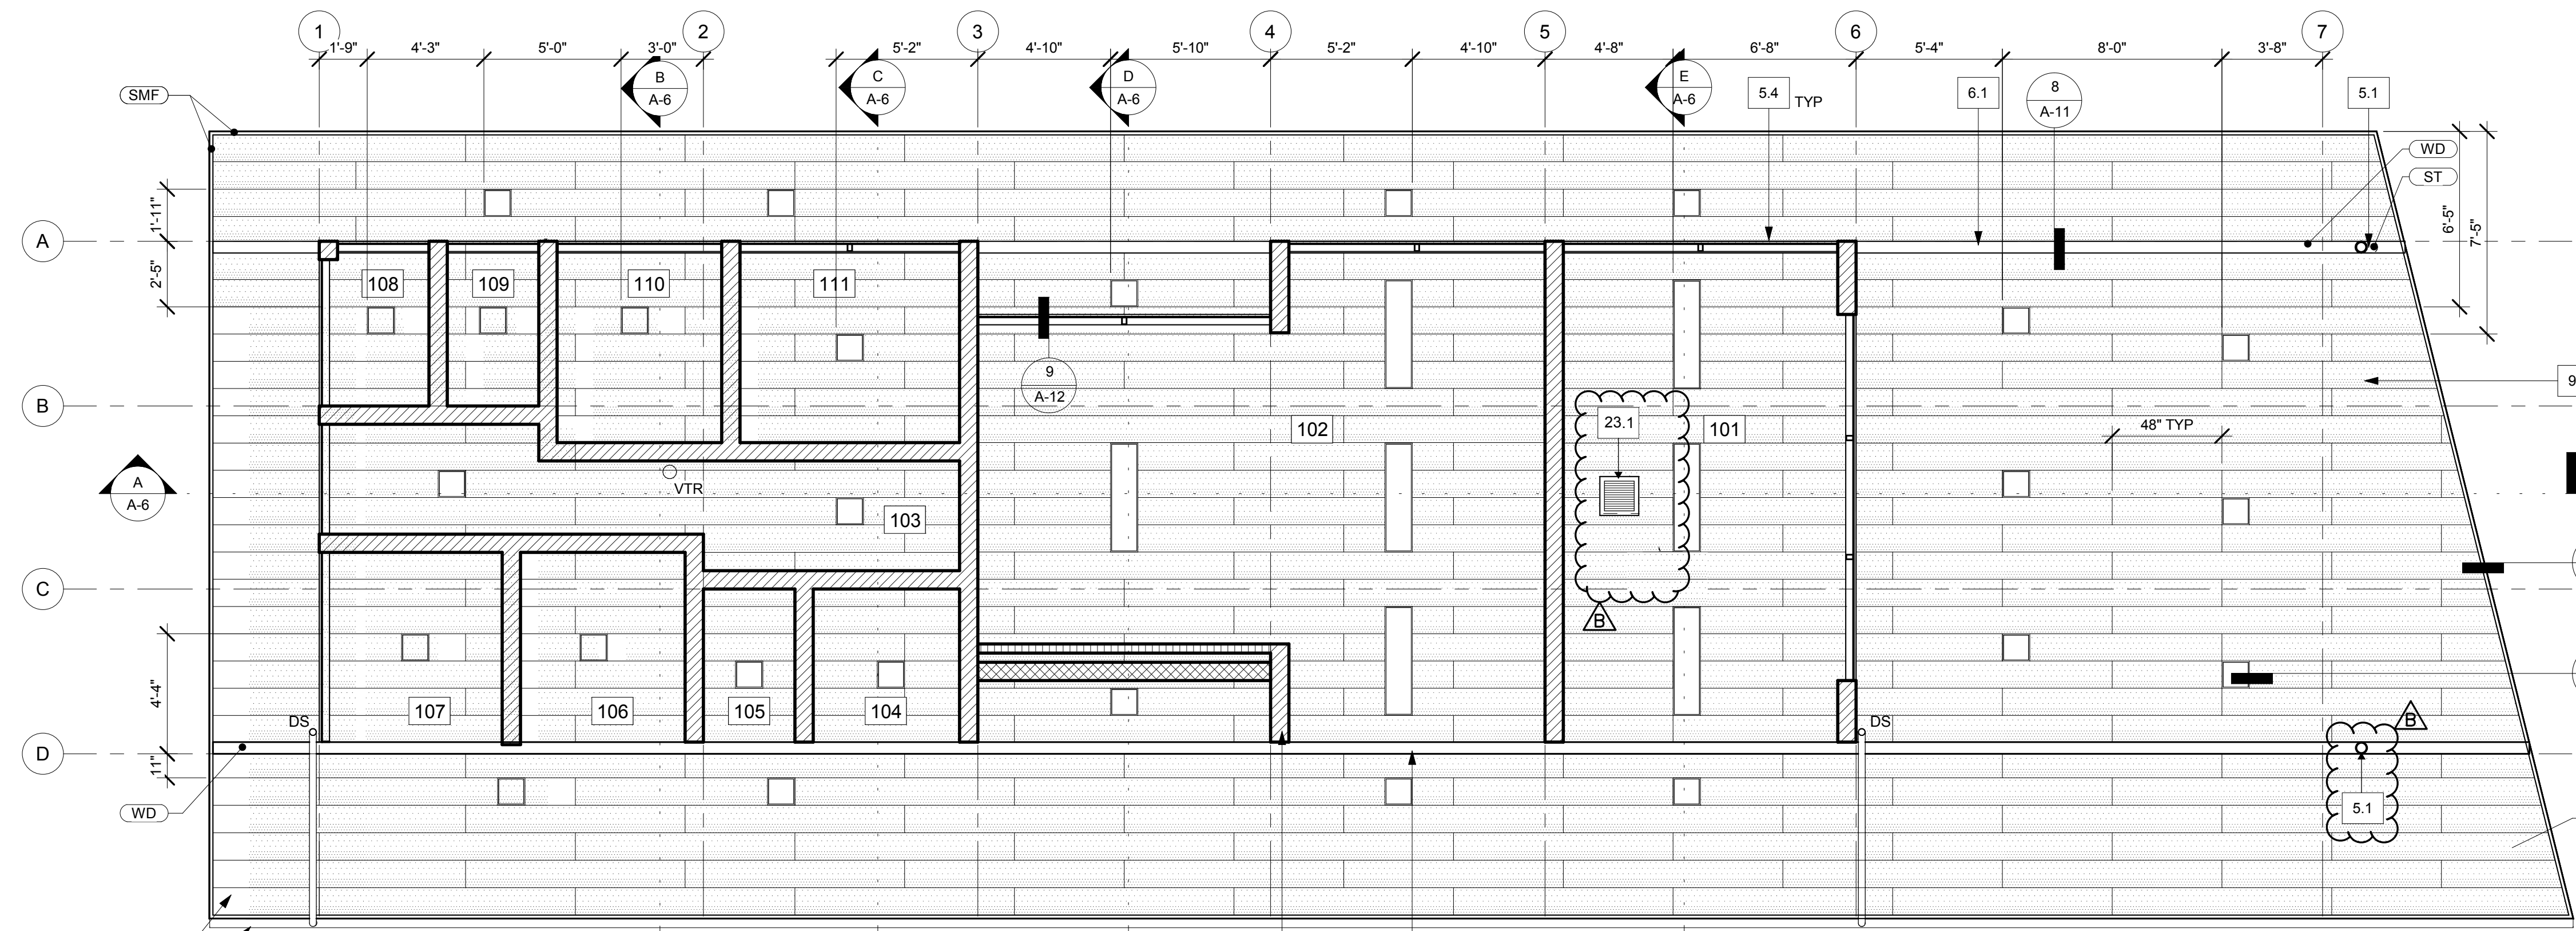 1
2
3
4
5
6
7
1'-9"
4'-3"
5'-0"
3'-0"
5'-2"
4'-10"
5'-10"
5'-2"
4'-10"
4'-8"
6'-8"
5'-4"
8'-0"
3'-8"
B
A-6
C
A-6
D
A-6
E
A-6
5.4
TYP
6.1
8
A-11
5.1
SMF
WD
ST
1'-11"
6'-5"
7'-5"
A
2'-5"
108
109
110
111
9
A-12
9
B
102
23.1
101
48" TYP
A
A-6
VTR
103
C
B
4'-4"
107
106
105
104
DS
DS
B
D
11"
WD
5.1